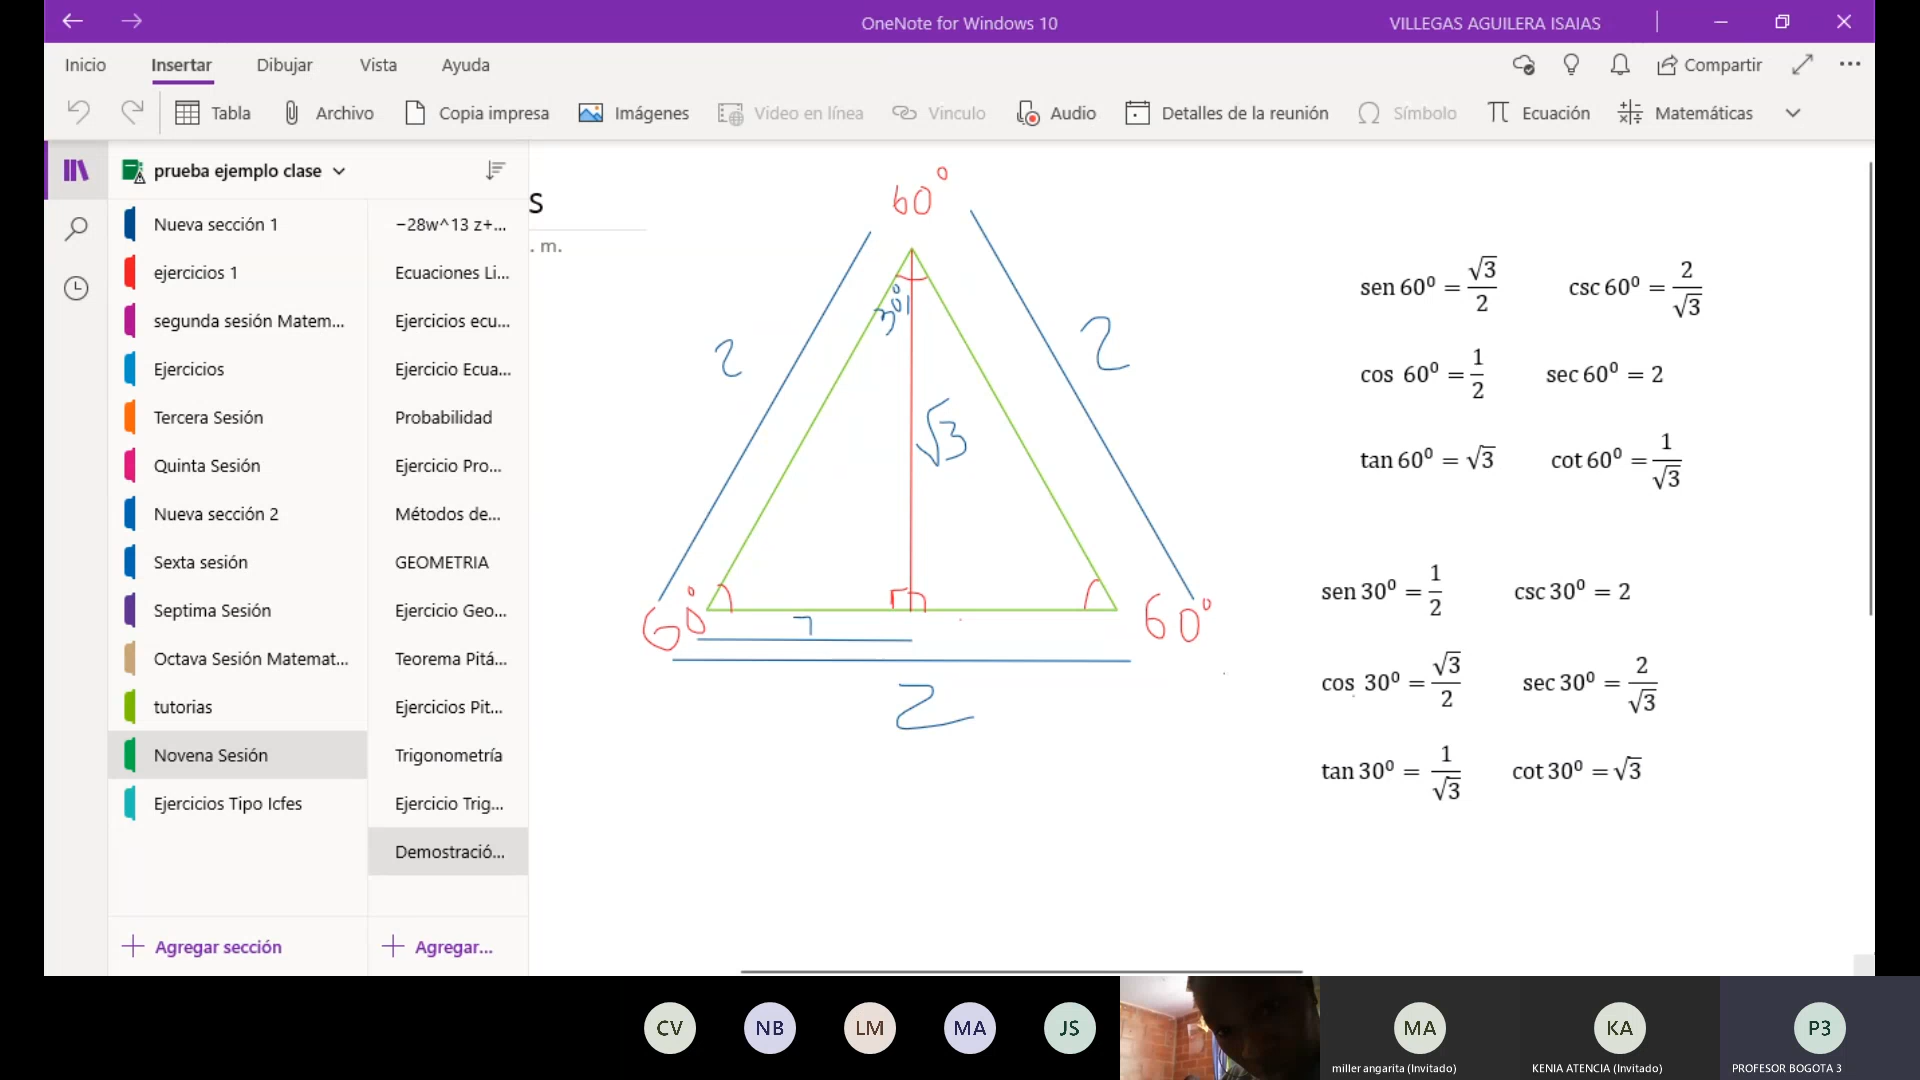 OneNote for Windows 10
VILLEGAS AGUILERA ISAIAS
Inicio Insertar Dibujar Vista Ayuda
Compartir
Tabla Archivo Copia impresa Imágenes Video en línea Vinculo Audio Detalles de la reunión Símbolo Ecuación Matemáticas
prueba ejemplo clase
Nueva sección 1
ejercicios 1
segunda sesión Matem...
Ejercicios
Tercera Sesión
Quinta Sesión
Nueva sección 2
Sexta sesión
Septima Sesión
Octava Sesión Matemat...
tutorias
Novena Sesión
Ejercicios Tipo Icfes
Agregar sección
−28w^13 z+...
Ecuaciones Li...
Ejercicios ecu...
Ejercicio Ecua...
Probabilidad
Ejercicio Pro...
Métodos de...
GEOMETRIA
Ejercicio Geo...
Teorema Pitá...
Ejercicios Pit...
Trigonometría
Ejercicio Trig...
Demostració...
Agregar...
s
. m.
60°
30°
2
2
√3
60°
60°
1
2
sen 60⁰ = √3/2 csc 60⁰ = 2/√3
cos 60⁰ = 1/2 sec 60⁰ = 2
tan 60⁰ = √3 cot 60⁰ = 1/√3
sen 30⁰ = 1/2 csc 30⁰ = 2
cos 30⁰ = √3/2 sec 30⁰ = 2/√3
tan 30⁰ = 1/√3 cot 30⁰ = √3
CV NB LM MA JS MA KA P3
miller angarita (Invitado)
KENIA ATENCIA (Invitado)
PROFESOR BOGOTA 3